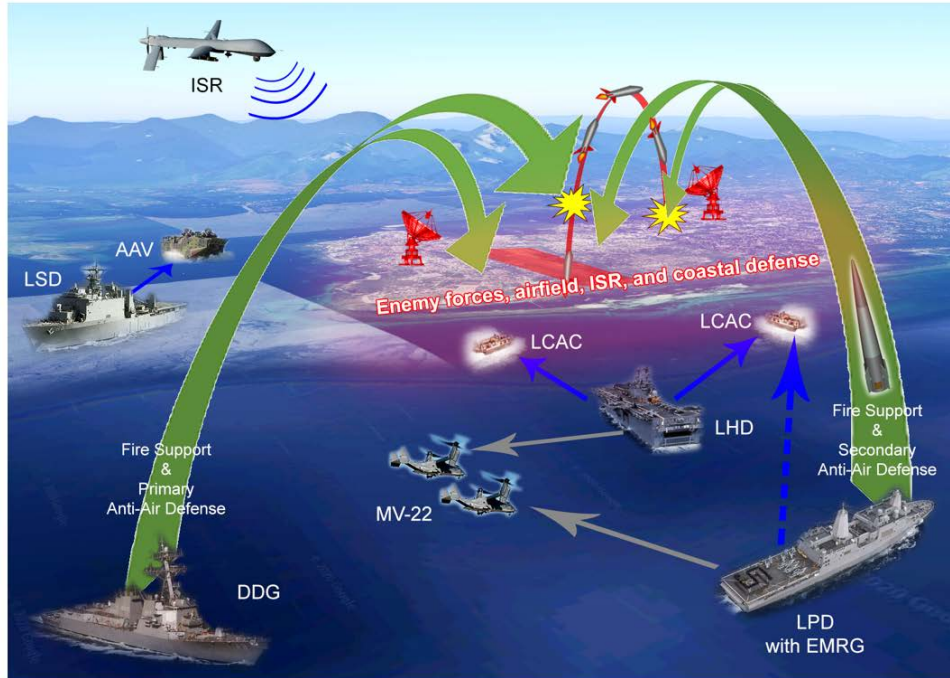 ISR
AAV
LSD
Enemy forces, airfield, ISR, and coastal defense
LCAC
LCAC
LHD
Fire Support
&
Primary
Anti-Air Defense
Fire Support
&
Secondary
Anti-Air Defense
MV-22
DDG
LPD
with EMRG